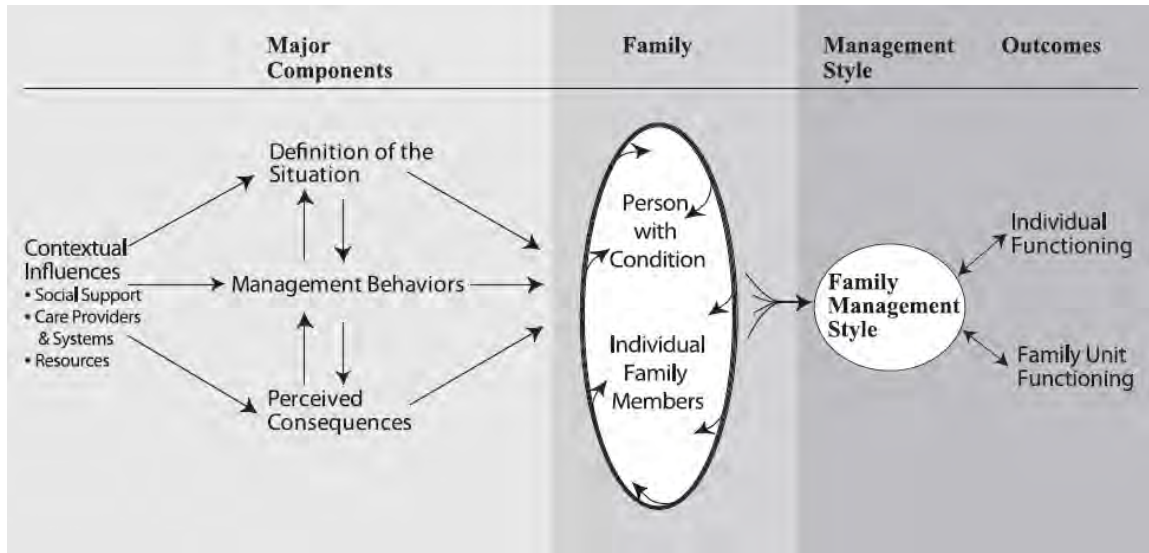 Major
Components
Family
Management
Style
Outcomes
Definition of the
Situation
Contextual
Influences
• Social Support
• Care Providers
& Systems
• Resources
Management Behaviors
Perceived
Consequences
Person
with
Condition
Individual
Family
Members
Family
Management
Style
Individual
Functioning
Family Unit
Functioning